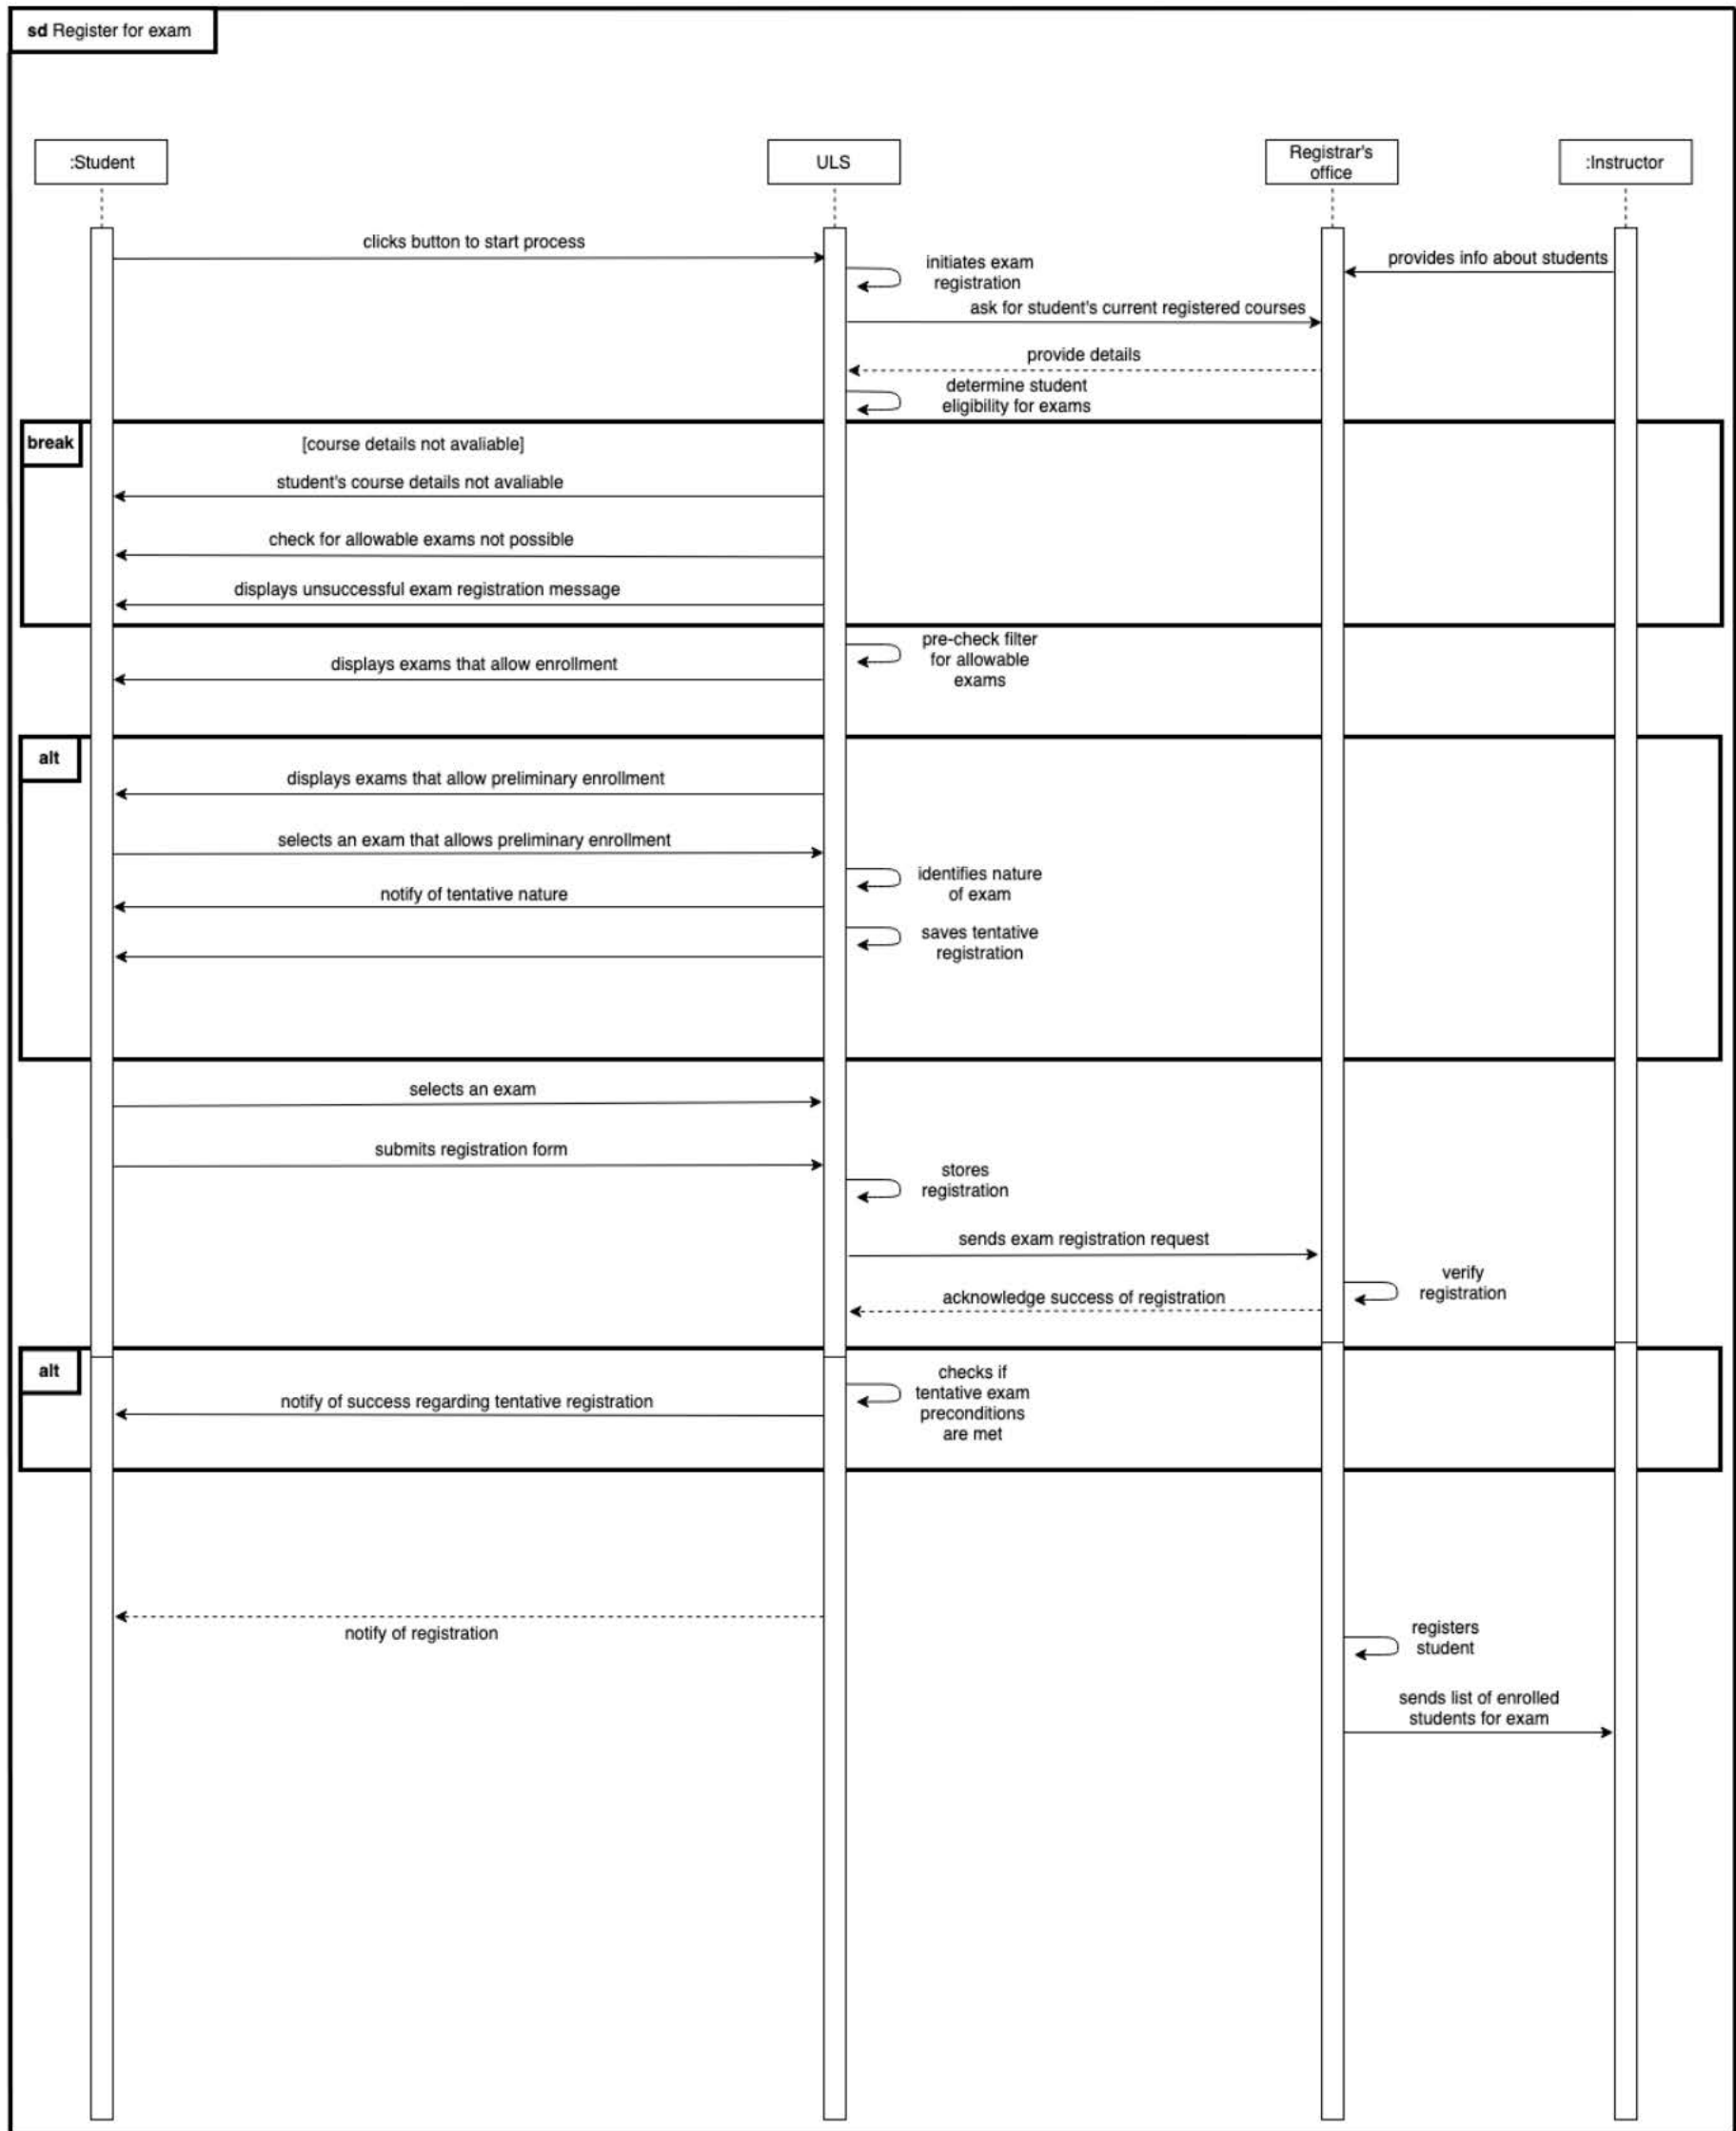 sd Register for exam
:Student
ULS
Registrar's
office
:Instructor
clicks button to start process
initiates exam
registration
provides info about students
ask for student's current registered courses
provide details
determine student
eligibility for exams
break
[course details not avaliable]
student's course details not avaliable
check for allowable exams not possible
displays unsuccessful exam registration message
pre-check filter
for allowable
exams
displays exams that allow enrollment
alt
displays exams that allow preliminary enrollment
selects an exam that allows preliminary enrollment
identifies nature
of exam
notify of tentative nature
saves tentative
registration
selects an exam
submits registration form
stores
registration
sends exam registration request
verify
registration
acknowledge success of registration
alt
checks if
tentative exam
preconditions
are met
notify of success regarding tentative registration
notify of registration
registers
student
sends list of enrolled
students for exam